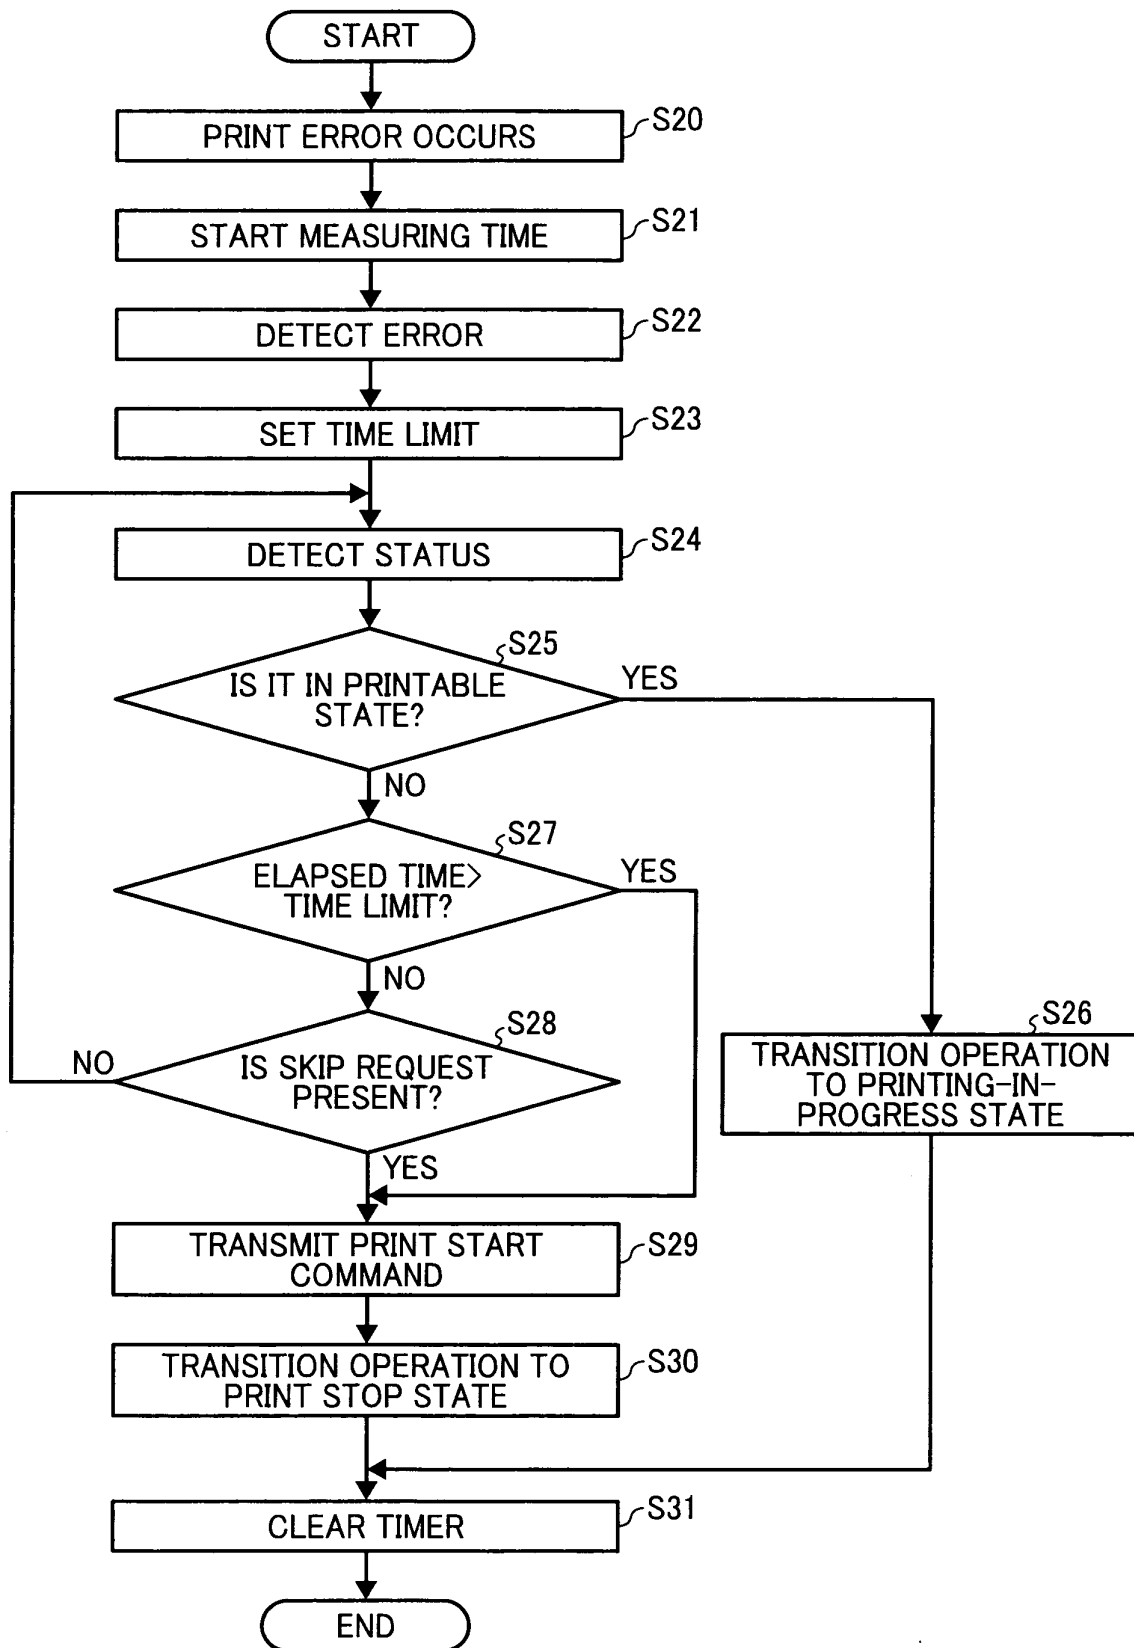 START
PRINT ERROR OCCURS
S20
START MEASURING TIME
S21
DETECT ERROR
S22
SET TIME LIMIT
S23
DETECT STATUS
S24
S25
IS IT IN PRINTABLE
STATE?
YES
NO
S27
ELAPSED TIME>
TIME LIMIT?
YES
NO
S28
IS SKIP REQUEST
PRESENT?
NO
YES
S26
TRANSITION OPERATION
TO PRINTING-IN-
PROGRESS STATE
TRANSMIT PRINT START
COMMAND
S29
TRANSITION OPERATION TO
PRINT STOP STATE
S30
CLEAR TIMER
S31
END